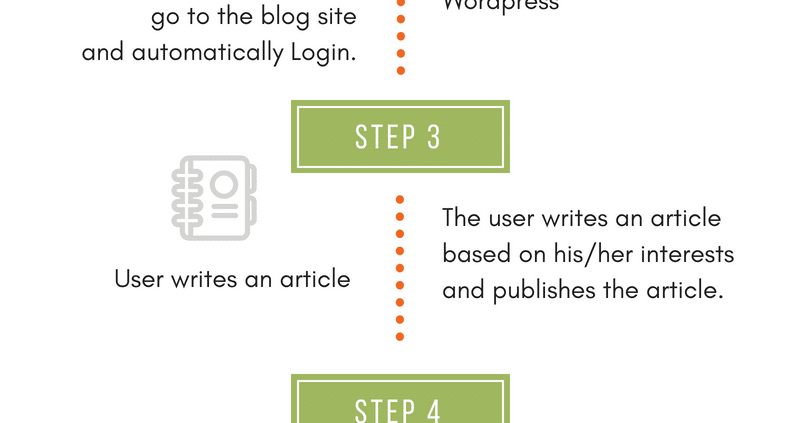 go to the blog site
and automatically Login.
Wordpress
STEP 3
User writes an article
The user writes an article
based on his/her interests
and publishes the article.
STEP 4